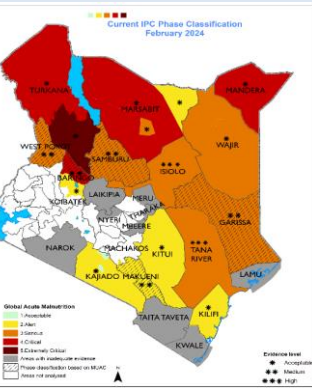 Current IPC Phase Classification
February 2024
TURKANA
MARSABIT
MANDERA
WAJIR
WEST POKOT
SAMBURU
ISIOLO
BARINGO
KOIBATEK
LAIKIPIA
MERU
THARAKA
NYERI
MBEERE
GARISSA
NAROK
MACHAKOS
KITUI
TANA
RIVER
LAMU
KAJIADO
MAKUENI
KILIFI
TAITA TAVETA
KWALE
Global Acute Malnutrition
1.Acceptable
2.Alert
3.Serious
4.Critical
5.Extremely Critical
Areas with inadequate evidence
Phase classification based on MUAC
Areas not analysed
N
Evidence level
* Acceptable
** Medium
*** High